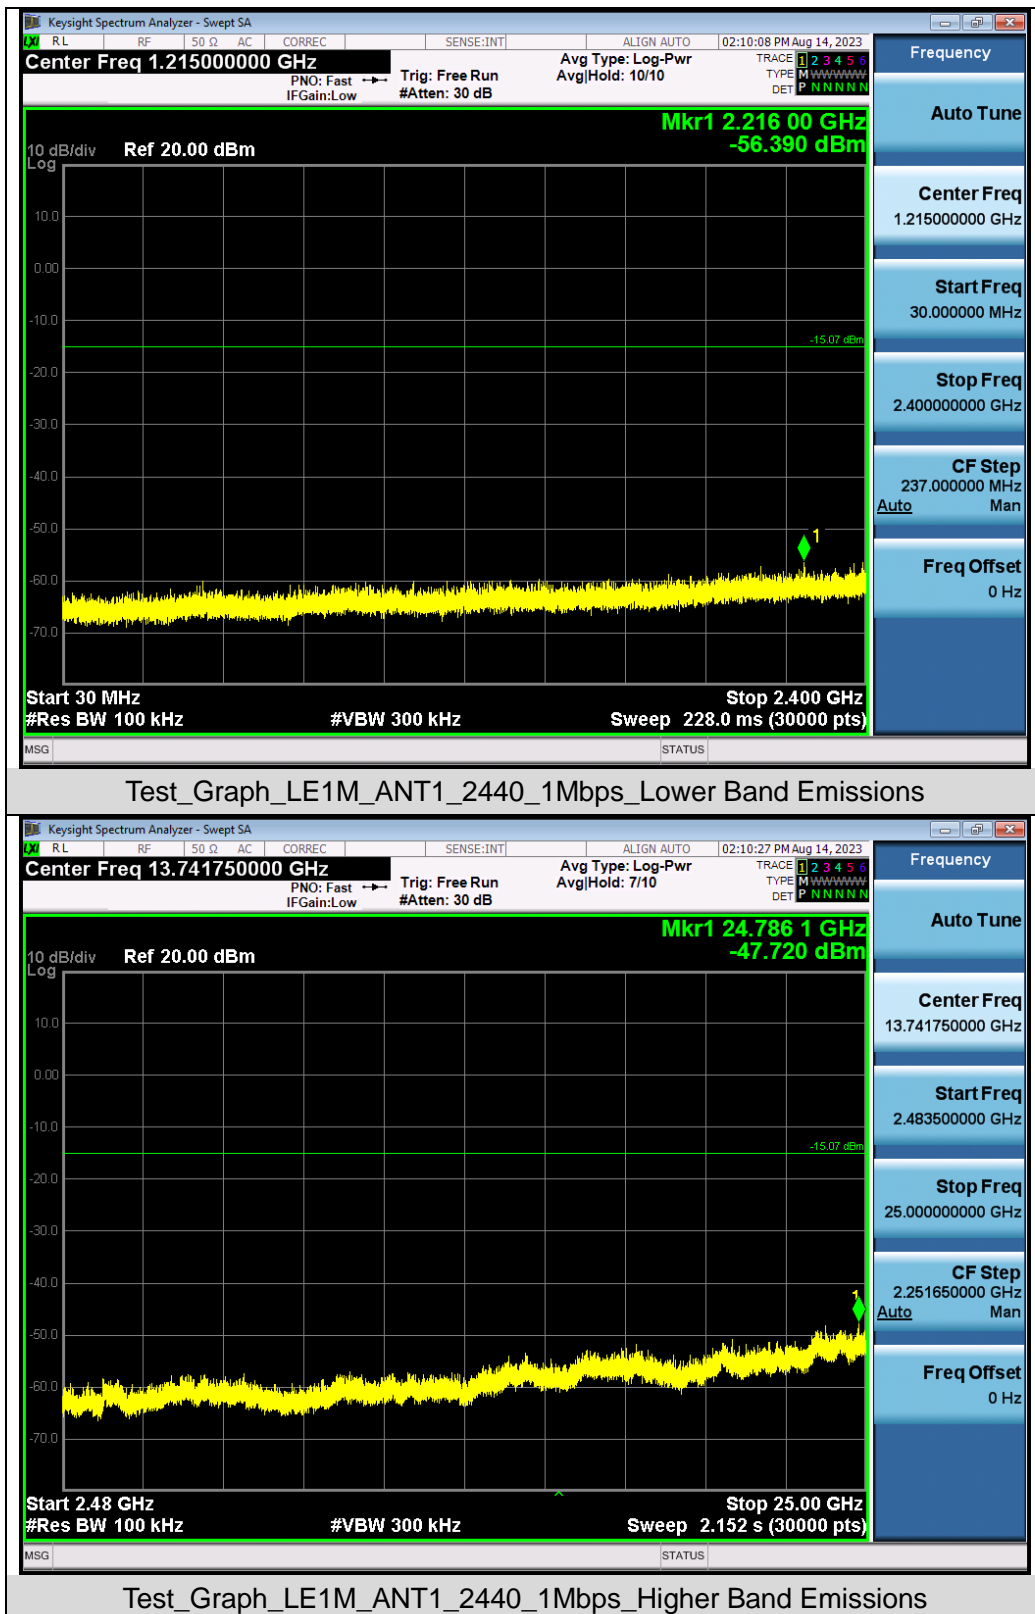 Keysight Spectrum Analyzer - Swept SA
LXI RL RF 50 Ω AC CORREC SENSE:INT ALIGN AUTO 02:10:08 PM Aug 14, 2023
Center Freq 1.215000000 GHz
PNO: Fast
IFGain:Low
Trig: Free Run
#Atten: 30 dB
Avg Type: Log-Pwr
Avg|Hold: 10/10
TRACE 1 2 3 4 5 6
TYPE M WWWWW
DET P N N N N N
Mkr1 2.216 00 GHz
-56.390 dBm
10 dB/div Ref 20.00 dBm
Log
10.0
0.00
-10.0
-15.07 dBm
-20.0
-30.0
-40.0
-50.0
1
-60.0
-70.0
Start 30 MHz Stop 2.400 GHz
#Res BW 100 kHz #VBW 300 kHz Sweep 228.0 ms (30000 pts)
MSG STATUS
Frequency
Auto Tune
Center Freq
1.215000000 GHz
Start Freq
30.000000 MHz
Stop Freq
2.400000000 GHz
CF Step
237.000000 MHz
Auto Man
Freq Offset
0 Hz
Test_Graph_LE1M_ANT1_2440_1Mbps_Lower Band Emissions
Keysight Spectrum Analyzer - Swept SA
LXI RL RF 50 Ω AC CORREC SENSE:INT ALIGN AUTO 02:10:27 PM Aug 14, 2023
Center Freq 13.741750000 GHz
PNO: Fast
IFGain:Low
Trig: Free Run
#Atten: 30 dB
Avg Type: Log-Pwr
Avg|Hold: 7/10
TRACE 1 2 3 4 5 6
TYPE M WWWWW
DET P N N N N N
Mkr1 24.786 1 GHz
-47.720 dBm
10 dB/div Ref 20.00 dBm
Log
10.0
0.00
-10.0
-15.07 dBm
-20.0
-30.0
-40.0
1
-50.0
-60.0
-70.0
Start 2.48 GHz Stop 25.00 GHz
#Res BW 100 kHz #VBW 300 kHz Sweep 2.152 s (30000 pts)
MSG STATUS
Frequency
Auto Tune
Center Freq
13.741750000 GHz
Start Freq
2.483500000 GHz
Stop Freq
25.000000000 GHz
CF Step
2.251650000 GHz
Auto Man
Freq Offset
0 Hz
Test_Graph_LE1M_ANT1_2440_1Mbps_Higher Band Emissions